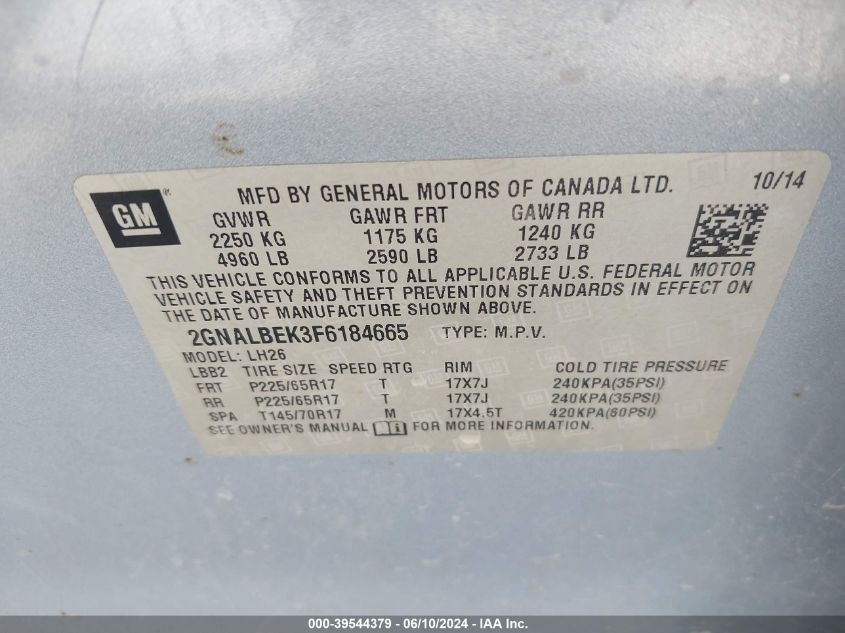 GM ®
MFD BY GENERAL MOTORS OF CANADA LTD. 10/14
GVWR GAWR FRT GAWR RR
2250 KG 1175 KG 1240 KG
4960 LB 2590 LB 2733 LB
THIS VEHICLE CONFORMS TO ALL APPLICABLE U.S. FEDERAL MOTOR
VEHICLE SAFETY AND THEFT PREVENTION STANDARDS IN EFFECT ON
THE DATE OF MANUFACTURE SHOWN ABOVE.
2GNALBEK3F6184665 TYPE: M.P.V.
MODEL: LH26
LBB2 TIRE SIZE SPEED RTG RIM COLD TIRE PRESSURE
FRT P225/65R17 T 17X7J 240KPA(35PSI)
RR P225/65R17 T 17X7J 240KPA(35PSI)
SPA T145/70R17 M 17X4.5T 420KPA(60PSI)
SEE OWNER'S MANUAL i FOR MORE INFORMATION.
000-39544379 - 06/10/2024 - IAA Inc.